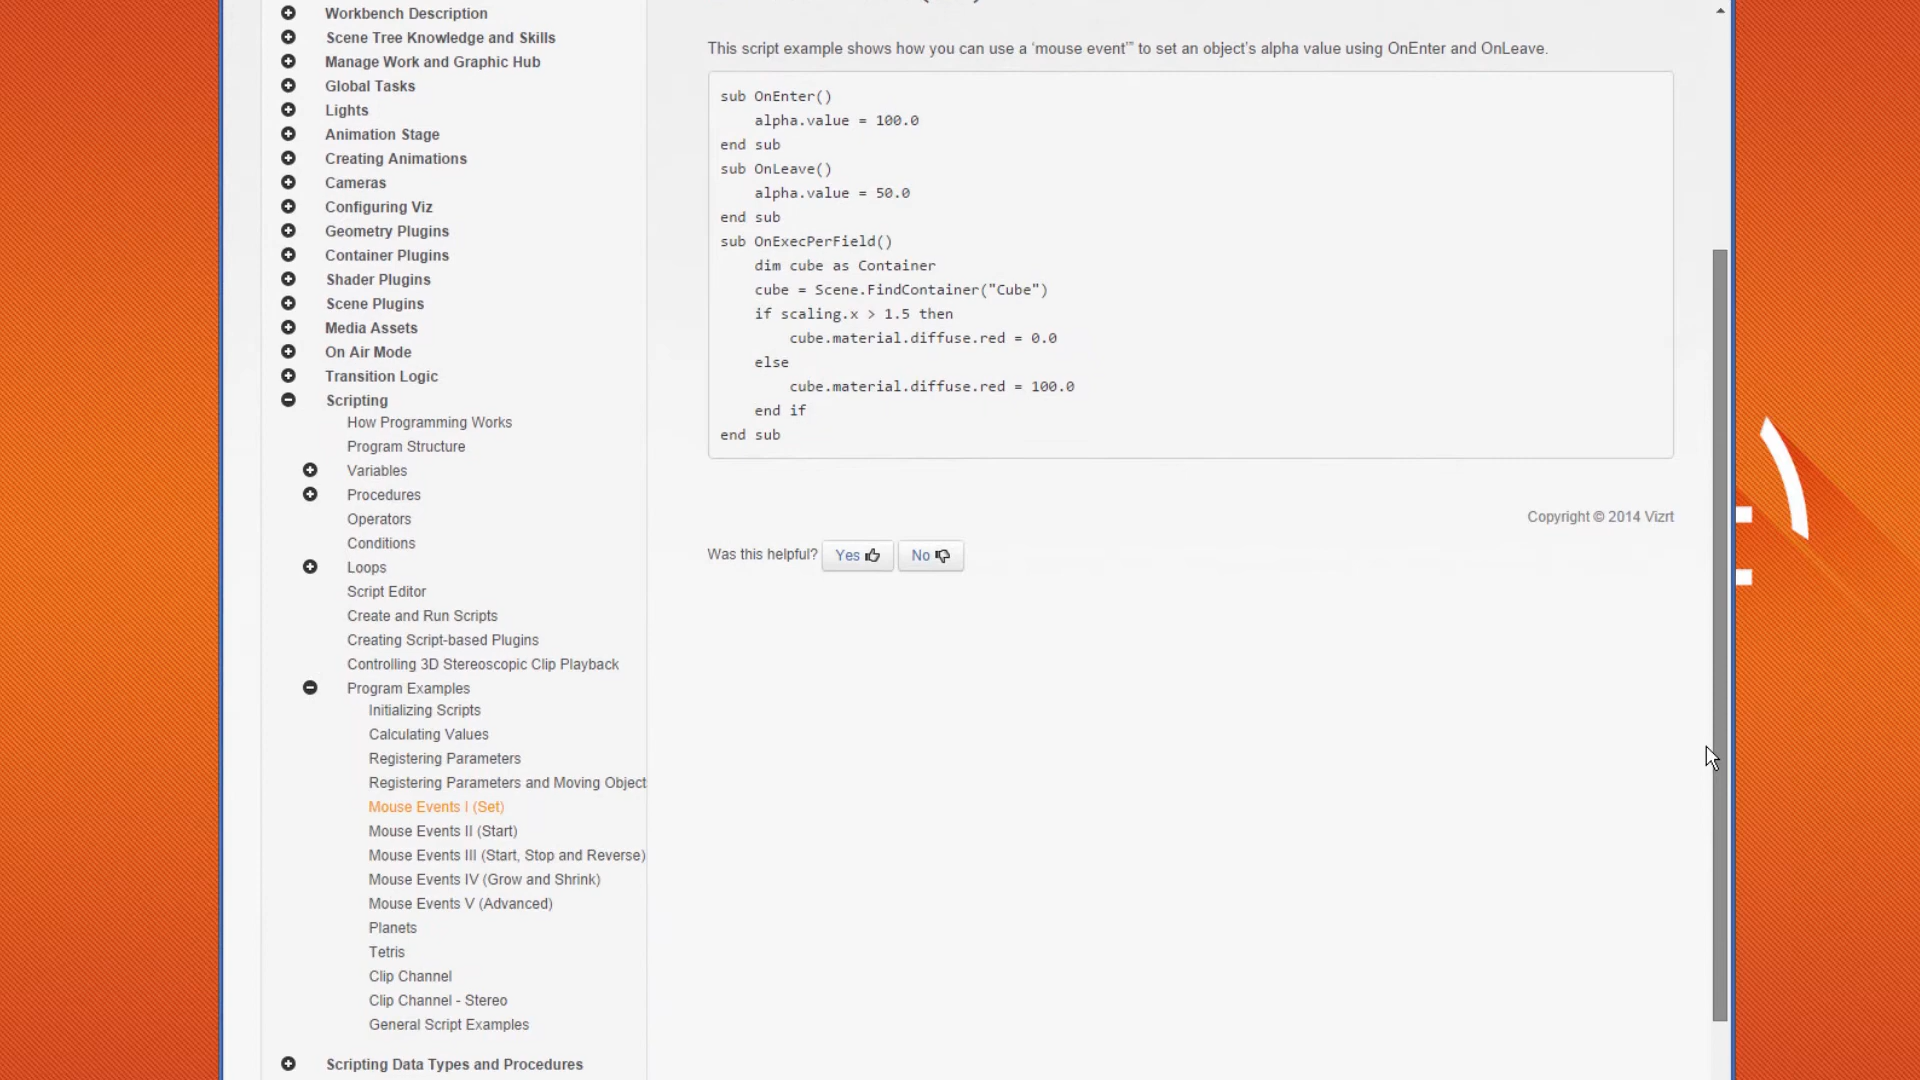 Workbench Description
Scene Tree Knowledge and Skills
Manage Work and Graphic Hub
Global Tasks
Lights
Animation Stage
Creating Animations
Cameras
Configuring Viz
Geometry Plugins
Container Plugins
Shader Plugins
Scene Plugins
Media Assets
On Air Mode
Transition Logic
Scripting
How Programming Works
Program Structure
Variables
Procedures
Operators
Conditions
Loops
Script Editor
Create and Run Scripts
Creating Script-based Plugins
Controlling 3D Stereoscopic Clip Playback
Program Examples
Initializing Scripts
Calculating Values
Registering Parameters
Registering Parameters and Moving Object
Mouse Events I (Set)
Mouse Events II (Start)
Mouse Events III (Start, Stop and Reverse)
Mouse Events IV (Grow and Shrink)
Mouse Events V (Advanced)
Planets
Tetris
Clip Channel
Clip Channel - Stereo
General Script Examples
Scripting Data Types and Procedures
This script example shows how you can use a ‘mouse event’” to set an object’s alpha value using OnEnter and OnLeave.
sub OnEnter()
    alpha.value = 100.0
end sub
sub OnLeave()
    alpha.value = 50.0
end sub
sub OnExecPerField()
    dim cube as Container
    cube = Scene.FindContainer("Cube")
    if scaling.x > 1.5 then
        cube.material.diffuse.red = 0.0
    else
        cube.material.diffuse.red = 100.0
    end if
end sub
Copyright © 2014 Vizrt
Was this helpful? Yes No